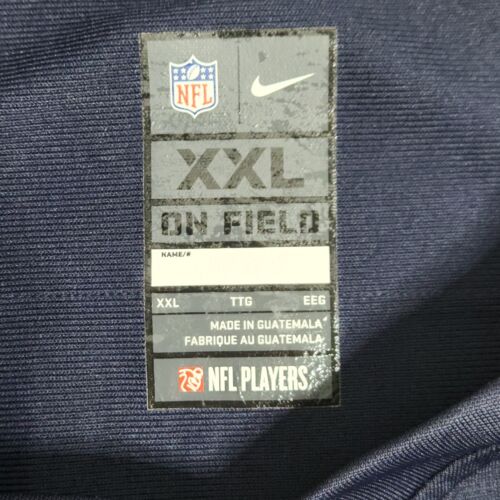 NFL
XXL
ON FIELD
NAME/#
XXL TTG EEG
MADE IN GUATEMALA
FABRIQUE AU GUATEMALA
NFL PLAYERS